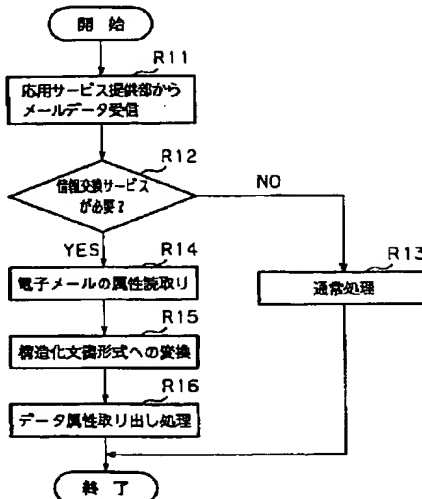 開始
R11
応用サービス提供部から
メールデータ受信
R12
情報交換サービス
が必要?
NO
YES
R14
電子メールの属性読取り
R13
通常処理
R15
構造化文書形式への変換
R16
データ属性取り出し処理
終了